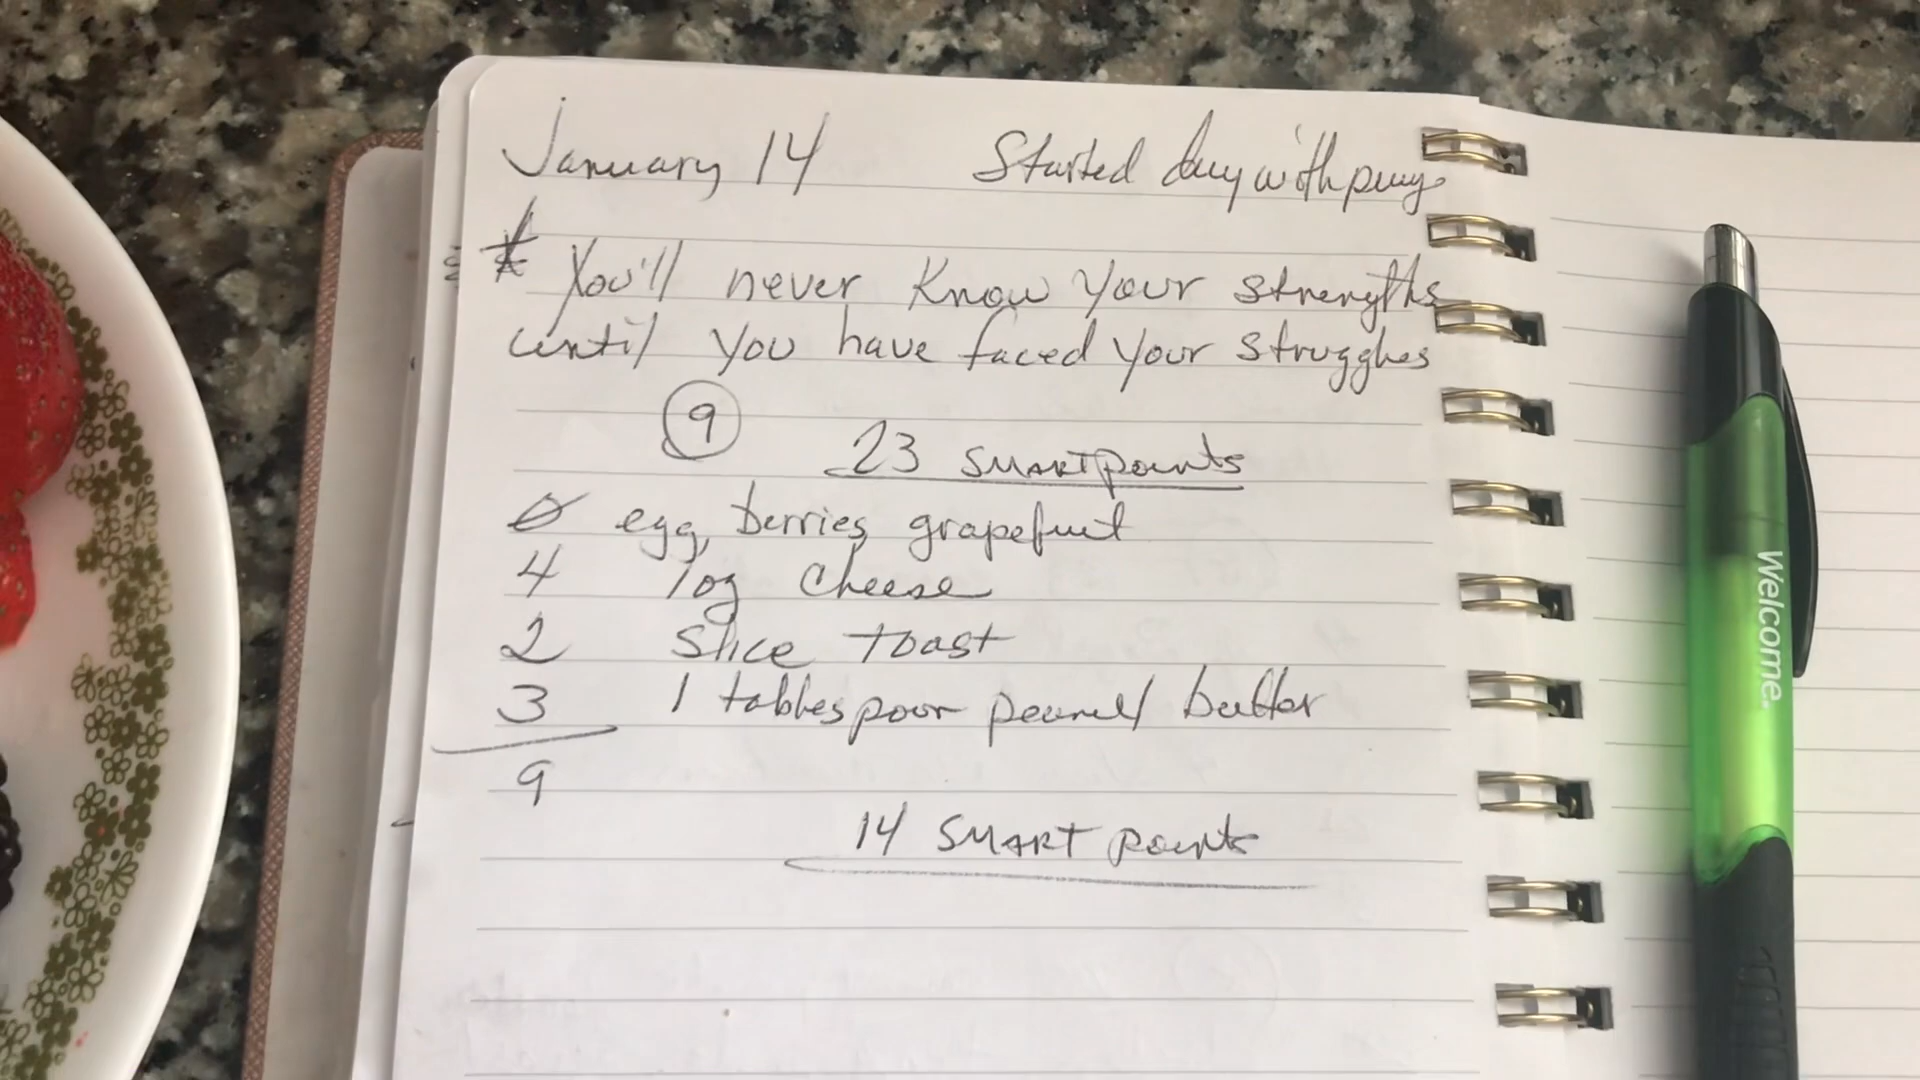 January 14 Started day with
* You'll never know your strengths
until you have faced your struggles
9
23 SMARTpoints
0 egg, berries, grapefruit
4 1 oz cheese
2 slice toast
3 1 tablespoon peanut butter
9
14 SMART points
Welcome.